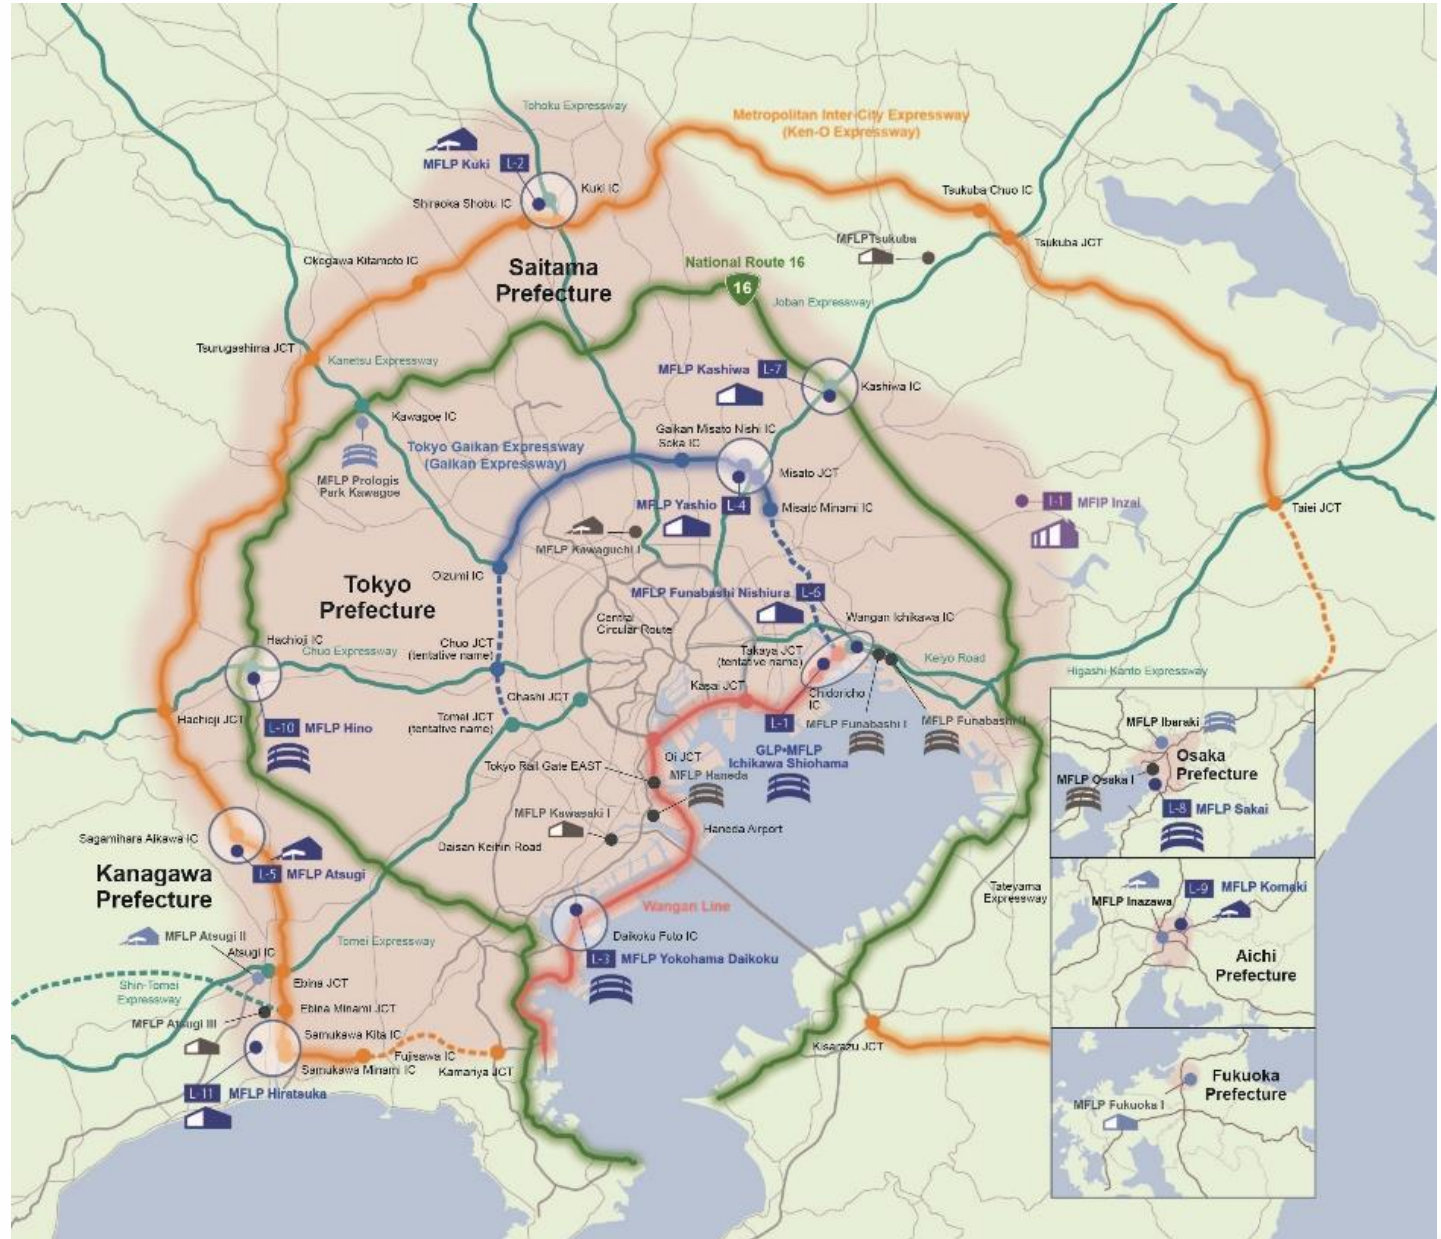 Tohoku Expressway
Metropolitan Inter-City Expressway
(Ken-O Expressway)
MFLP Kuki
L-2
Kuki IC
Shiraoka Shobu IC
Tsukuba Chuo IC
Tsukuba JCT
MFLPTsukuba
Okegawa Kitamoto IC
Saitama
Prefecture
National Route 16
16
Joban Expressway
Tsurugashima JCT
Kanetsu Expressway
MFLP Kashiwa
L-7
Kashiwa IC
Kawagoe IC
Gaikan Misato Nishi IC
Soka IC
Tokyo Gaikan Expressway
(Gaikan Expressway)
Misato JCT
MFLP Prologis
Park Kawagoe
MFLP Yashio
L-4
Misato Minami IC
L-1
MFIP Inzai
Taiei JCT
MFLP Kawaguchi I
Oizumi IC
Tokyo
Prefecture
MFLP Funabashi Nishiura
L-6
Central
Circular Route
Wangan Ichikawa IC
Hachioji IC
Chuo Expressway
Chuo JCT
(tentative name)
Takaya JCT
(tentative name)
Keiyo Road
Higashi-Kanto Expressway
Ohashi JCT
Kasai JCT
Chidoricho
IC
Hachioji JCT
L-10
MFLP Hino
Tomei JCT
(tentative name)
L-1
MFLP Funabashi I
MFLP Funabashi II
GLP•MFLP
Ichikawa Shiohama
Oi JCT
Tokyo Rail Gate EAST
MFLP Haneda
MFLP Ibaraki
Osaka
Prefecture
MFLP Osaka I
L-8
MFLP Sakai
MFLP Kawasaki I
Haneda Airport
Sagamihara Aikawa IC
Daisan Keihin Road
L-5
MFLP Atsugi
Kanagawa
Prefecture
Tateyama
Expressway
L-9
MFLP Komaki
MFLP Inazawa
Wangan Line
Daikoku Futo IC
MFLP Atsugi II
Atsugi IC
Tomei Expressway
L-3
MFLP Yokohama Daikoku
Aichi
Prefecture
Ebina JCT
Shin-Tomei
Expressway
Ebina Minami JCT
MFLP Atsugi III
Samukawa Kita IC
Fujisawa IC
Samukawa Minami IC
Kamariya JCT
Kisarazu JCT
L-11
MFLP Hiratsuka
Fukuoka
Prefecture
MFLP Fukuoka I